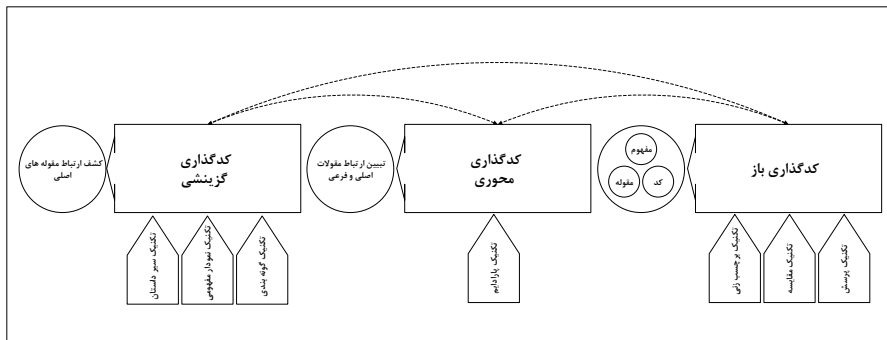 کدگذاری باز
مفهوم
کد
مقوله
تکنیک پرسش
تکنیک مقایسه
تکنیک برچسب زنی
کدگذاری
محوری
تبیین ارتباط مقولات
اصلی و فرعی
تکنیک پارادایم
کدگذاری
گزینشی
کشف ارتباط مقوله های
اصلی
تکنیک گونه بندی
تکنیک نمودار مفهومی
تکنیک سیر داستان